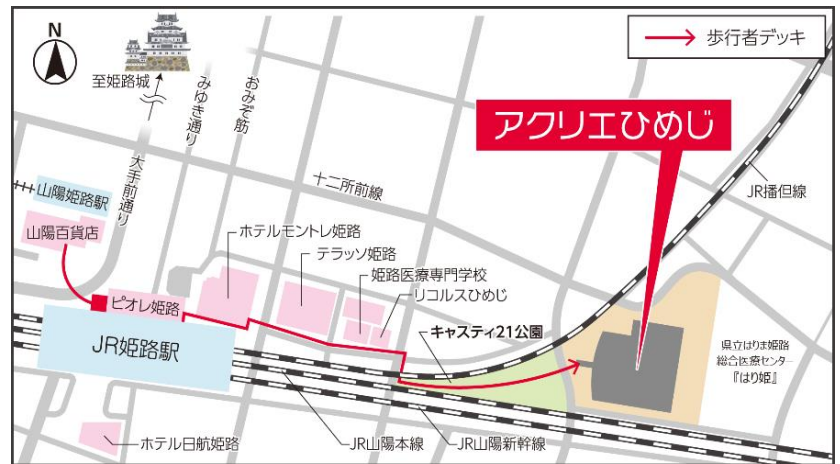 N
至姫路城
みゆき通り
おみぞ筋
歩行者デッキ
アクリエひめじ
大手前通り
十二所前線
JR播但線
山陽姫路駅
山陽百貨店
ホテルモントレ姫路
テラッソ姫路
姫路医療専門学校
リコルスひめじ
ピオレ姫路
キャスティ21公園
JR姫路駅
県立はりま姫路
総合医療センター
『はり姫』
ホテル日航姫路
JR山陽本線
JR山陽新幹線